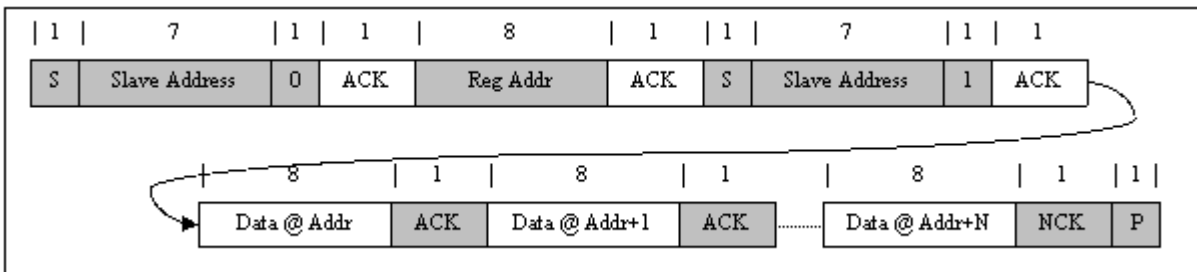 | 1 | 7 | 1 | 1 | 8 | 1 | 1 | 7 | 1 | 1
S Slave Address 0 ACK Reg Addr ACK S Slave Address 1 ACK
| 8 | 1 | 8 | 1 | 8 | 1 | 1 |
Data @ Addr ACK Data @ Addr+1 ACK .......... Data @ Addr+N NCK P